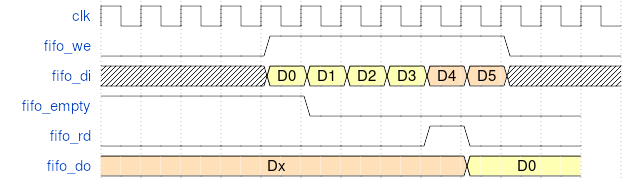 clk
fifo_we
fifo_di D0 D1 D2 D3 D4 D5
fifo_empty
fifo_rd
fifo_do Dx D0